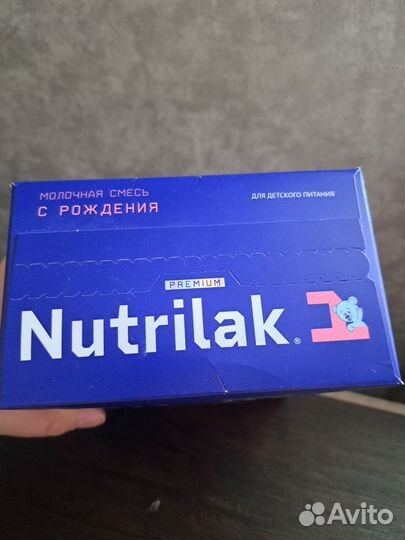 МОЛОЧНАЯ СМЕСЬ
С РОЖДЕНИЯ
ДЛЯ ДЕТСКОГО ПИТАНИЯ
PREMIUM
Nutrilak® 1
Avito